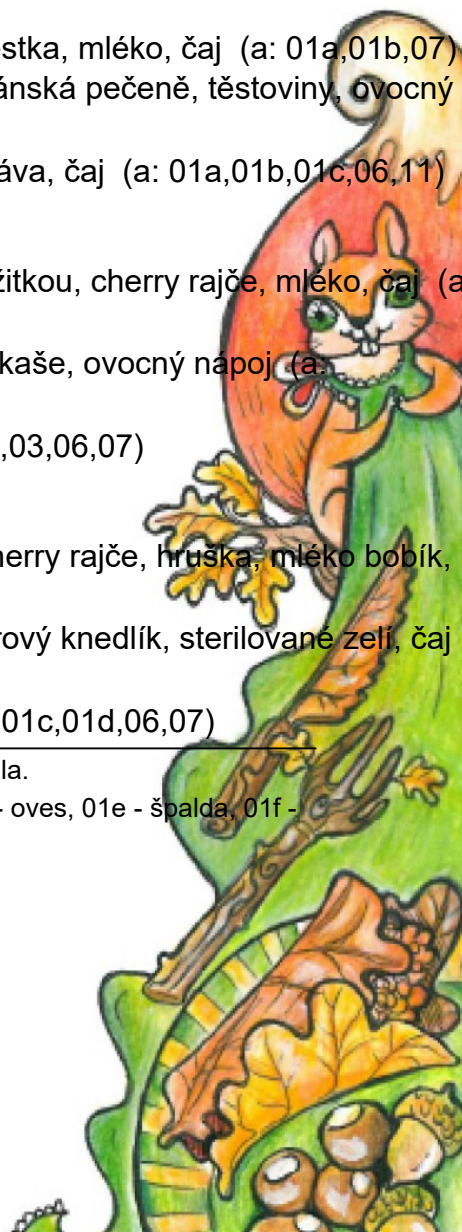 estka, mléko, čaj (a: 01a,01b,07)
ánská pečeně, těstoviny, ovocný
áva, čaj (a: 01a,01b,01c,06,11)
žitkou, cherry rajče, mléko, čaj (a
kaše, ovocný nápoj (a:
,03,06,07)
herry rajče, hruška, mléko bobík,
rový knedlík, sterilované zelí, čaj
01c,01d,06,07)
la.
- oves, 01e - špalda, 01f -